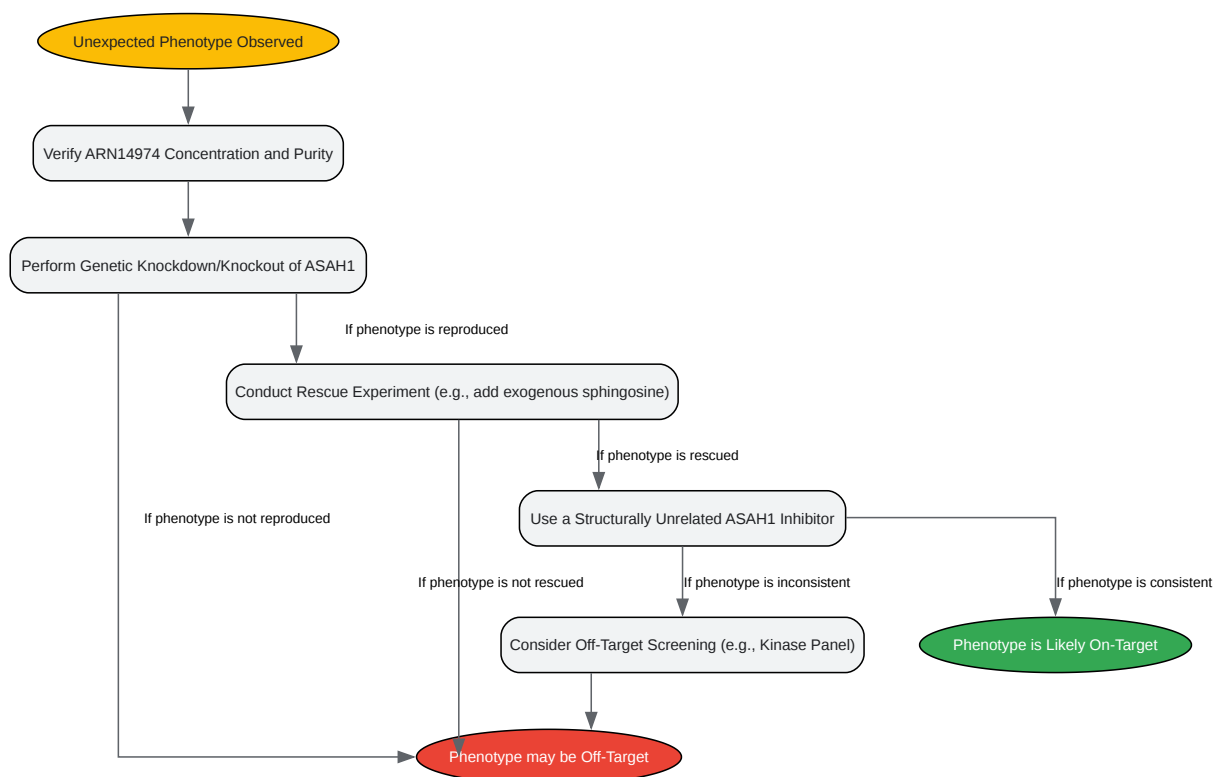 Unexpected Phenotype Observed
Verify ARN14974 Concentration and Purity
Perform Genetic Knockdown/Knockout of ASAH1
If phenotype is reproduced
Conduct Rescue Experiment (e.g., add exogenous sphingosine)
If phenotype is rescued
Use a Structurally Unrelated ASAH1 Inhibitor
If phenotype is not reproduced
If phenotype is not rescued
If phenotype is inconsistent
If phenotype is consistent
Consider Off-Target Screening (e.g., Kinase Panel)
Phenotype is Likely On-Target
Phenotype may be Off-Target